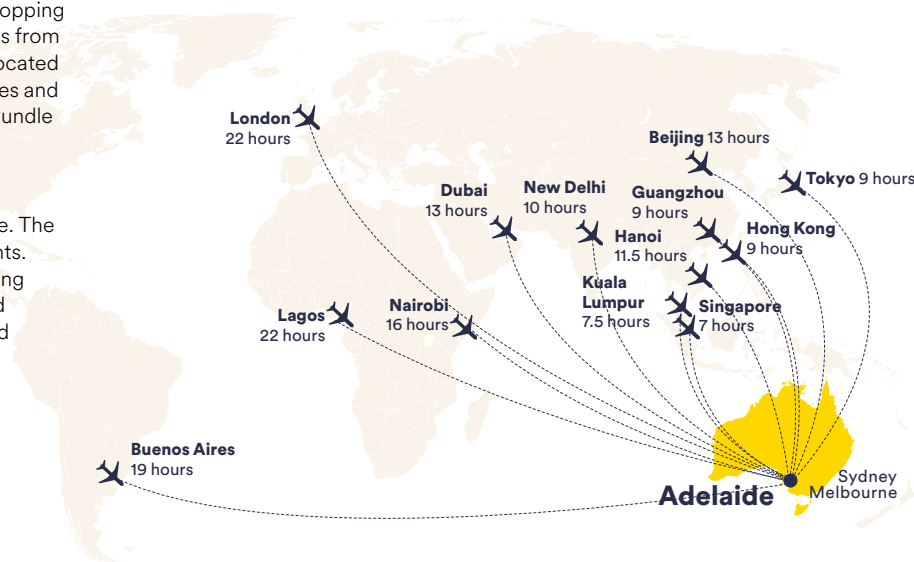 opping
s from
ocated
es and
undle
e. The
nts.
ng
d
d
London
22 hours
Beijing 13 hours
Tokyo 9 hours
Dubai
13 hours
New Delhi
10 hours
Guangzhou
9 hours
Hong Kong
9 hours
Hanoi
11.5 hours
Kuala
Lumpur
7.5 hours
Singapore
7 hours
Lagos
22 hours
Nairobi
16 hours
Buenos Aires
19 hours
Adelaide
Sydney
Melbourne